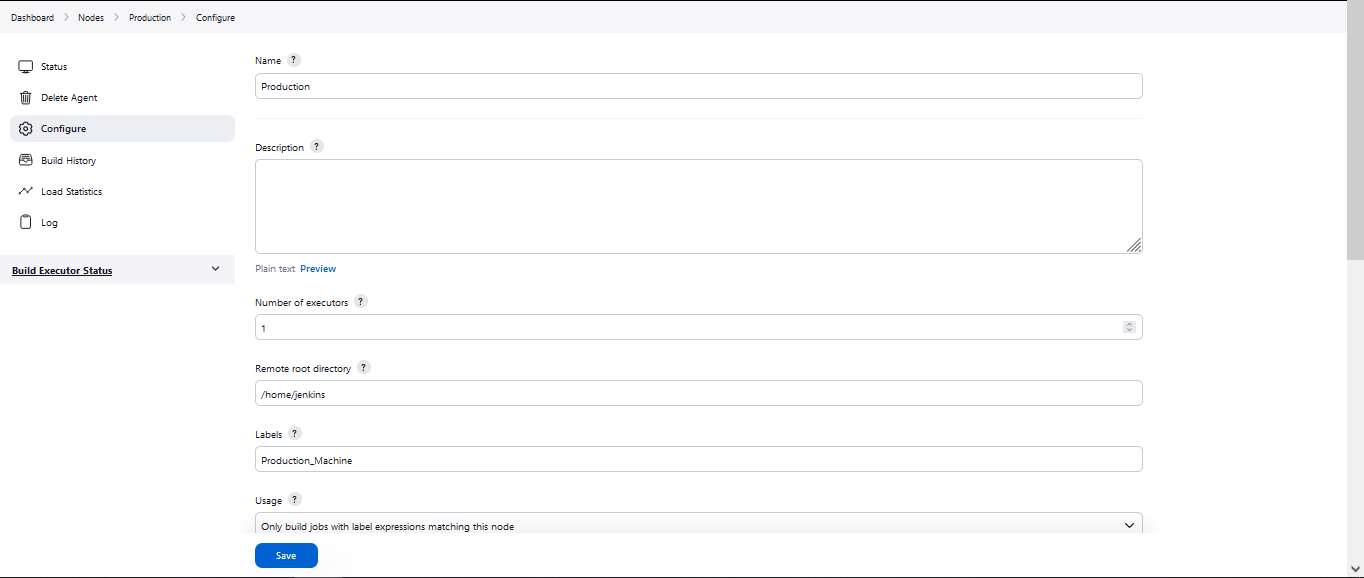 Dashboard > Nodes > Production > Configure
Status
Delete Agent
Configure
Build History
Load Statistics
Log
Build Executor Status
Name ?
Production
Description ?
Plain text Preview
Number of executors ?
1
Remote root directory ?
/home/jenkins
Labels ?
Production_Machine
Usage ?
Only build jobs with label expressions matching this node
Save